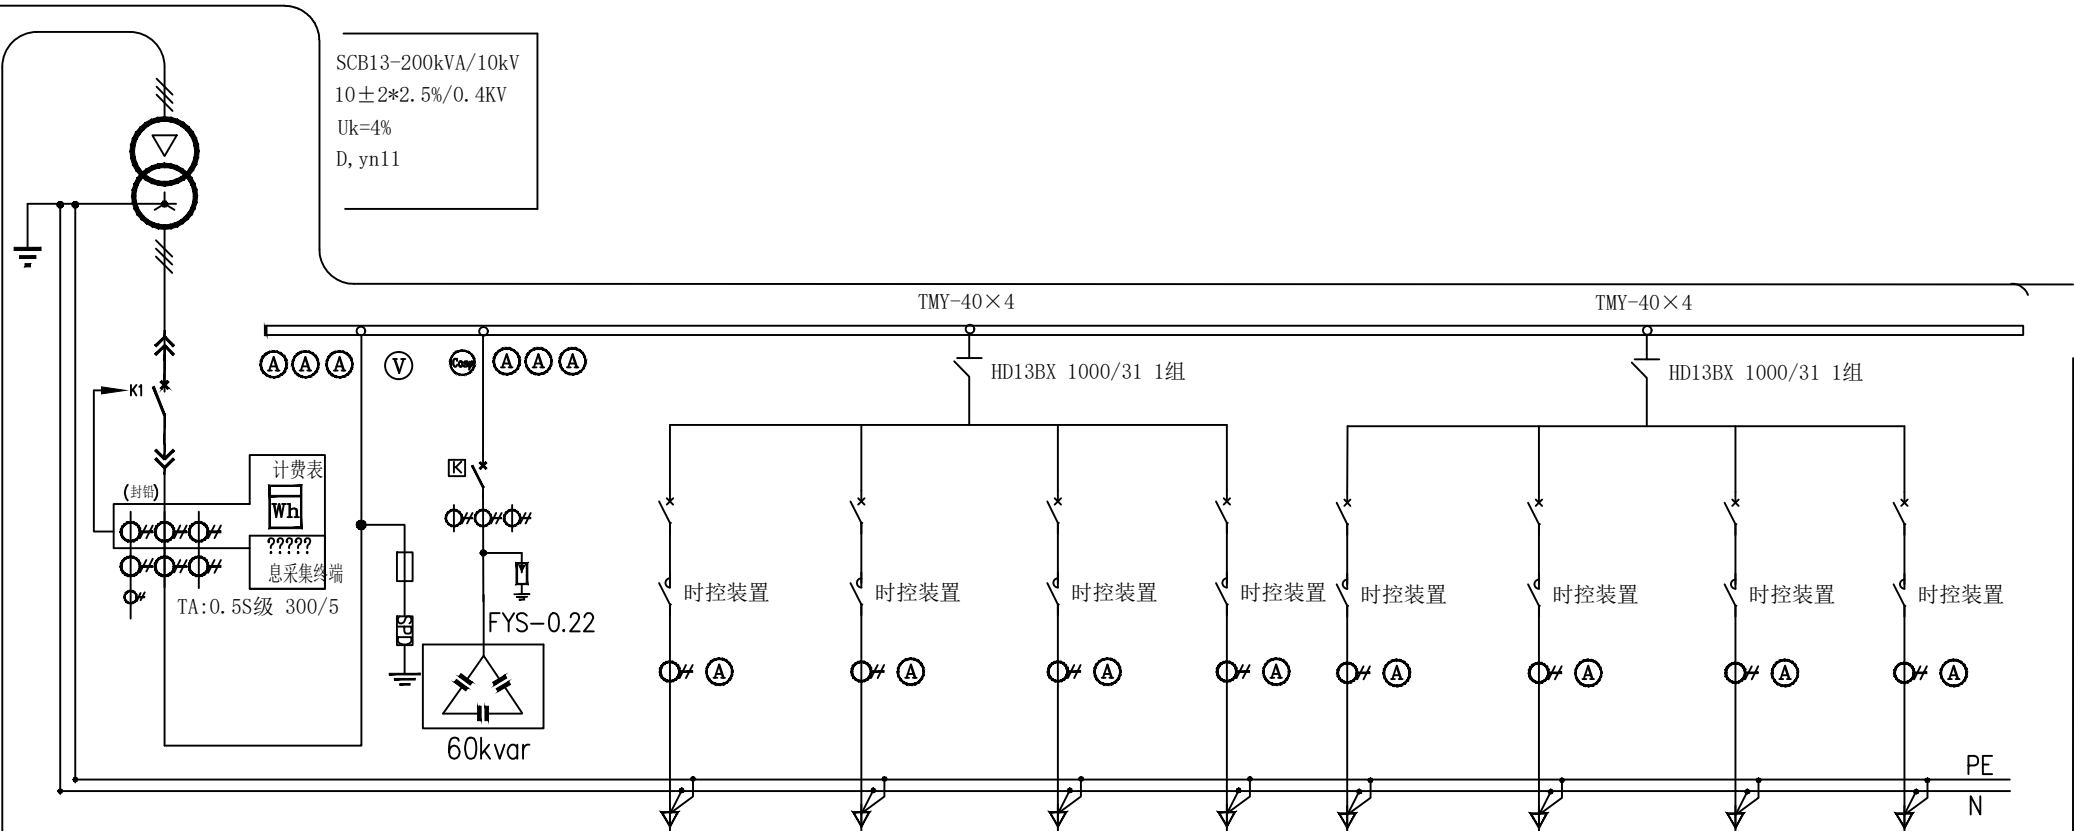 SCB13-200kVA/10kV
10±2*2.5%/0.4KV
Uk=4%
D,yn11
TMY-40×4
TMY-40×4
A A A V Comp A A A
HD13BX 1000/31 1组
HD13BX 1000/31 1组
K1
K
计费表
(封铅)
Wh
?????
息采集终端
TA:0.5S级 300/5
SPD
FYS-0.22
60kvar
时控装置 时控装置 时控装置 时控装置 时控装置 时控装置 时控装置 时控装置
A A A A A A A A
PE
N